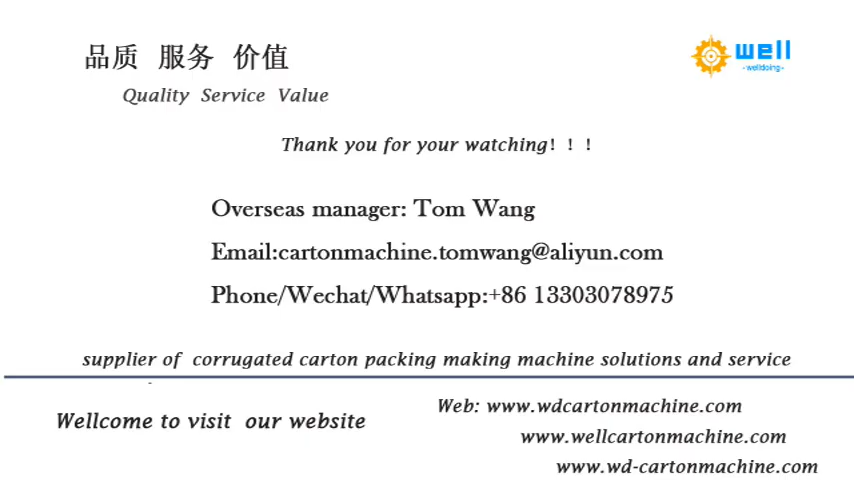 品质 服务 价值
well
-welldoing-
Quality Service Value
Thank you for your watching！！！
Overseas manager: Tom Wang
Email:cartonmachine.tomwang@aliyun.com
Phone/Wechat/Whatsapp:+86 13303078975
supplier of corrugated carton packing making machine solutions and service
Wellcome to visit our website
Web: www.wdcartonmachine.com
www.wellcartonmachine.com
www.wd-cartonmachine.com